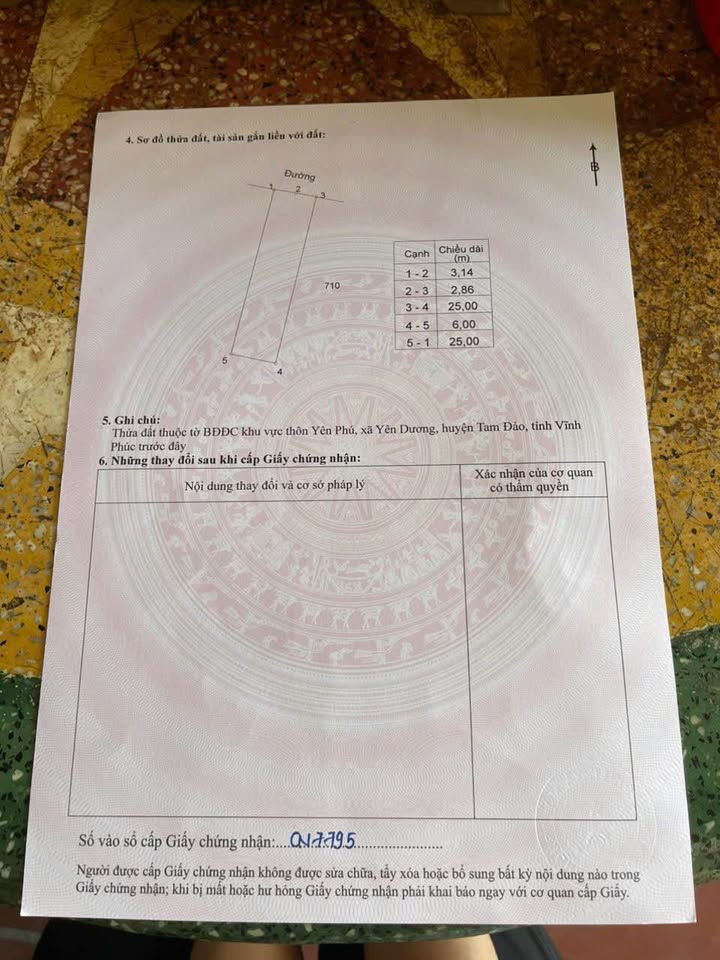 4. Sơ đồ thửa đất, tài sản gắn liền với đất:
B
Đường
1 2 3
710
5 4
Cạnh Chiều dài (m)
1 - 2 3,14
2 - 3 2,86
3 - 4 25,00
4 - 5 6,00
5 - 1 25,00
5. Ghi chú:
Thửa đất thuộc tờ BĐĐC khu vực thôn Yên Phú, xã Yên Dương, huyện Tam Đảo, tỉnh Vĩnh
Phúc trước đây
6. Những thay đổi sau khi cấp Giấy chứng nhận:
Nội dung thay đổi và cơ sở pháp lý
Xác nhận của cơ quan
có thẩm quyền
Số vào sổ cấp Giấy chứng nhận:....CN.7.795......................
Người được cấp Giấy chứng nhận không được sửa chữa, tẩy xóa hoặc bổ sung bất kỳ nội dung nào trong
Giấy chứng nhận; khi bị mất hoặc hư hỏng Giấy chứng nhận phải khai báo ngay với cơ quan cấp Giấy.